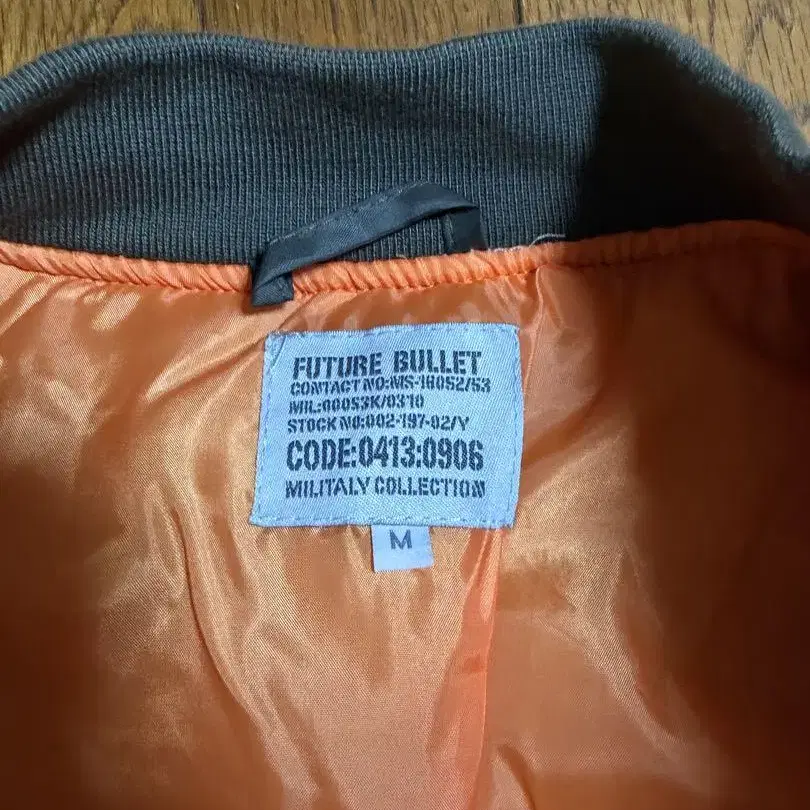 FUTURE BULLET
CONTACT NO:MS-16052/53
MIL:00053K/0310
STOCK NO:002-197-02/Y
CODE:0413:0906
MILITALY COLLECTION
M